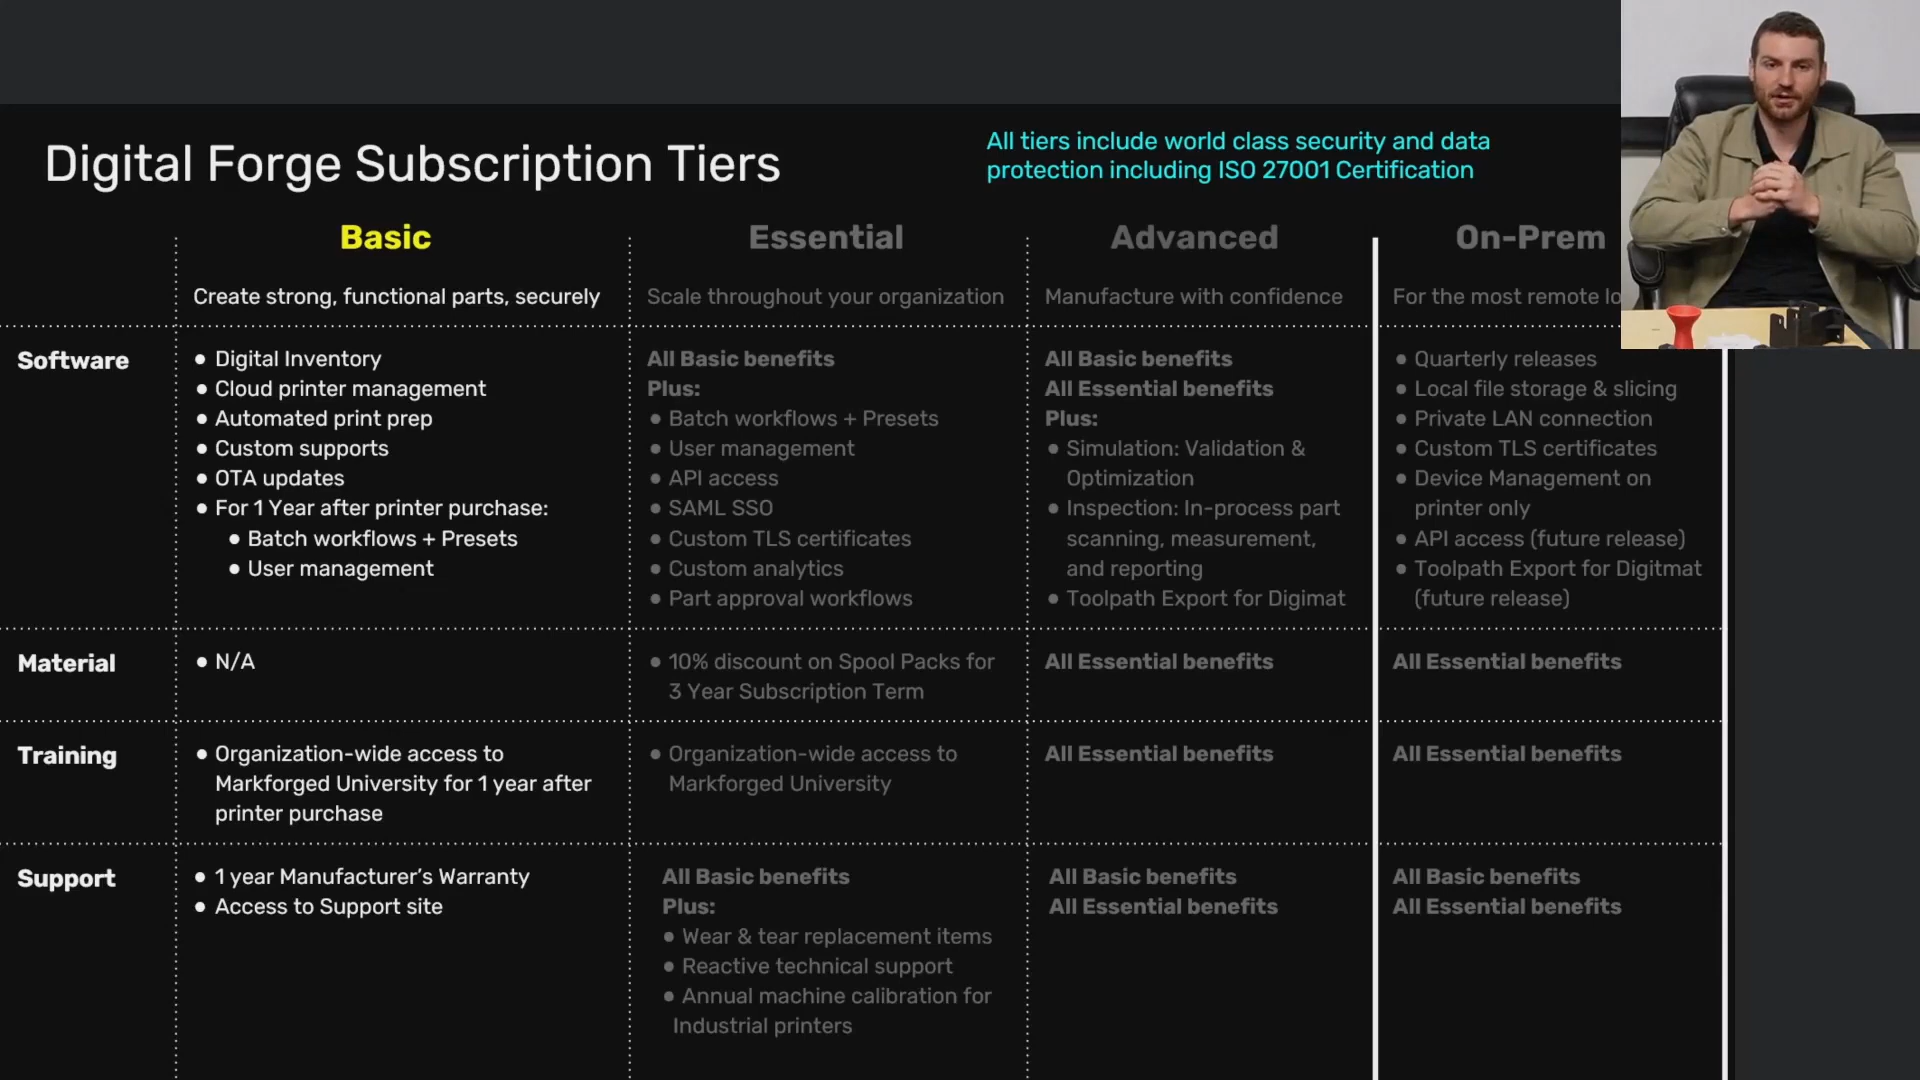 Digital Forge Subscription Tiers
All tiers include world class security and data
protection including ISO 27001 Certification
Basic
Essential
Advanced
On-Prem
Create strong, functional parts, securely
Scale throughout your organization
Manufacture with confidence
For the most remote
Software
● Digital Inventory
● Cloud printer management
● Automated print prep
● Custom supports
● OTA updates
● For 1 Year after printer purchase:
● Batch workflows + Presets
● User management
All Basic benefits
Plus:
● Batch workflows + Presets
● User management
● API access
● SAML SSO
● Custom TLS certificates
● Custom analytics
● Part approval workflows
All Basic benefits
All Essential benefits
Plus:
● Simulation: Validation &
Optimization
● Inspection: In-process part
scanning, measurement,
and reporting
● Toolpath Export for Digimat
● Quarterly releases
● Local file storage & slicing
● Private LAN connection
● Custom TLS certificates
● Device Management on
printer only
● API access (future release)
● Toolpath Export for Digitmat
(future release)
Material
● N/A
● 10% discount on Spool Packs for
3 Year Subscription Term
All Essential benefits
All Essential benefits
Training
● Organization-wide access to
Markforged University for 1 year after
printer purchase
● Organization-wide access to
Markforged University
All Essential benefits
All Essential benefits
Support
● 1 year Manufacturer’s Warranty
● Access to Support site
All Basic benefits
Plus:
● Wear & tear replacement items
● Reactive technical support
● Annual machine calibration for
Industrial printers
All Basic benefits
All Essential benefits
All Basic benefits
All Essential benefits